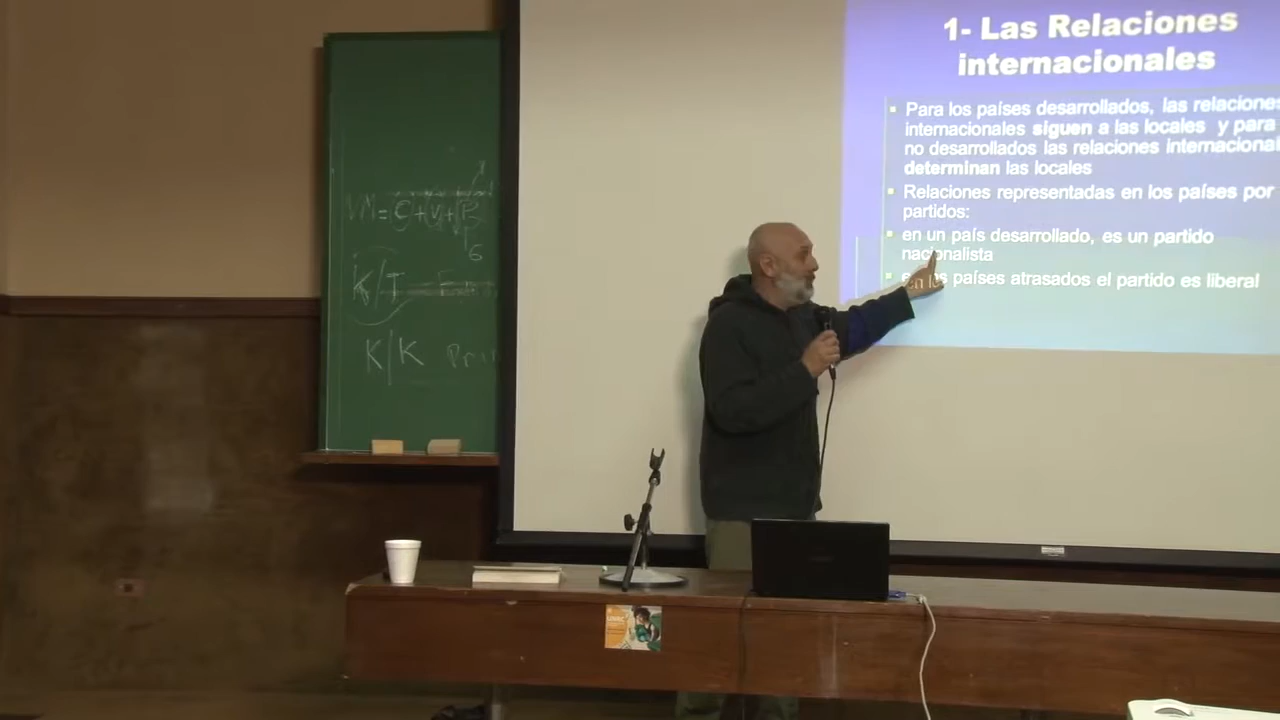 1- Las Relaciones
internacionales
Para los países desarrollados, las relaciones
internacionales siguen a las locales y para
no desarrollados las relaciones internacional
determinan las locales
Relaciones representadas en los países por
partidos:
en un país desarrollado, es un partido
nacionalista
en los países atrasados el partido es liberal
K/T
K/K